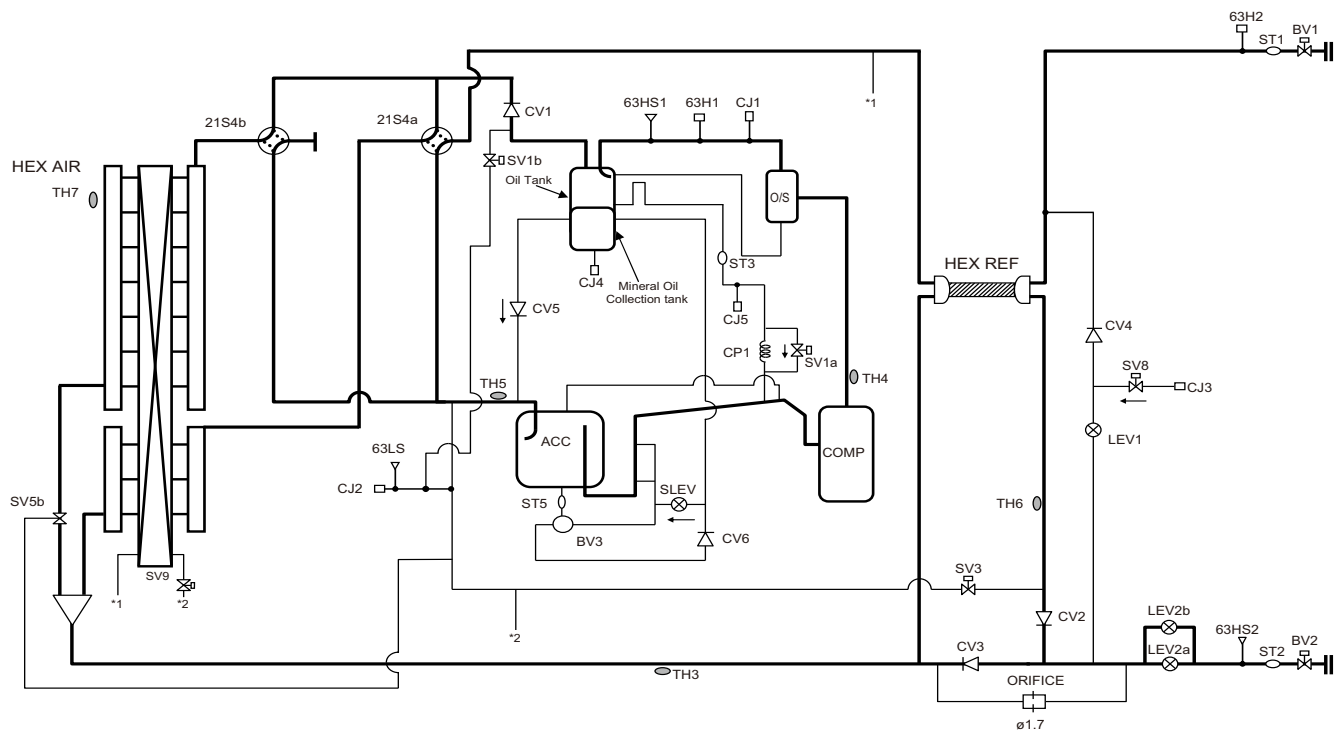 63H2
ST1
BV1
63HS1
63H1
CJ1
*1
21S4b
21S4a
CV1
HEX AIR
TH7
SV1b
Oil Tank
O/S
CJ4
Mineral Oil
Collection tank
ST3
CJ5
HEX REF
CV5
CP1
SV1a
CV4
SV8
CJ3
TH5
TH4
ACC
COMP
LEV1
63LS
CJ2
ST5
SLEV
BV3
CV6
TH6
SV5b
SV9
*1
*2
*2
SV3
CV2
LEV2b
63HS2
BV2
CV3
LEV2a
ST2
TH3
ORIFICE
ø1.7